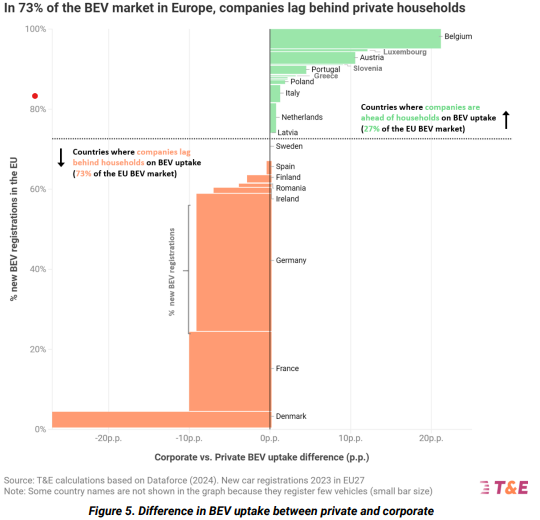 In 73% of the BEV market in Europe, companies lag behind private households
100%
80%
60%
40%
20%
0%
% new BEV registrations in the EU
Belgium
Luxembourg
Austria
Slovenia
Portugal
Greece
Poland
Italy
Netherlands
Latvia
Countries where companies are
ahead of households on BEV uptake
(27% of the EU BEV market)
Countries where companies lag
behind households on BEV uptake
(73% of the EU BEV market)
Sweden
Spain
Finland
Romania
Ireland
% new BEV registrations
Germany
France
Denmark
-20p.p.
-10p.p.
0p.p.
10p.p.
20p.p.
Corporate vs. Private BEV uptake difference (p.p.)
Source: T&E calculations based on Dataforce (2024). New car registrations 2023 in EU27
Note: Some country names are not shown in the graph because they register few vehicles (small bar size)
T&E
Figure 5. Difference in BEV uptake between private and corporate